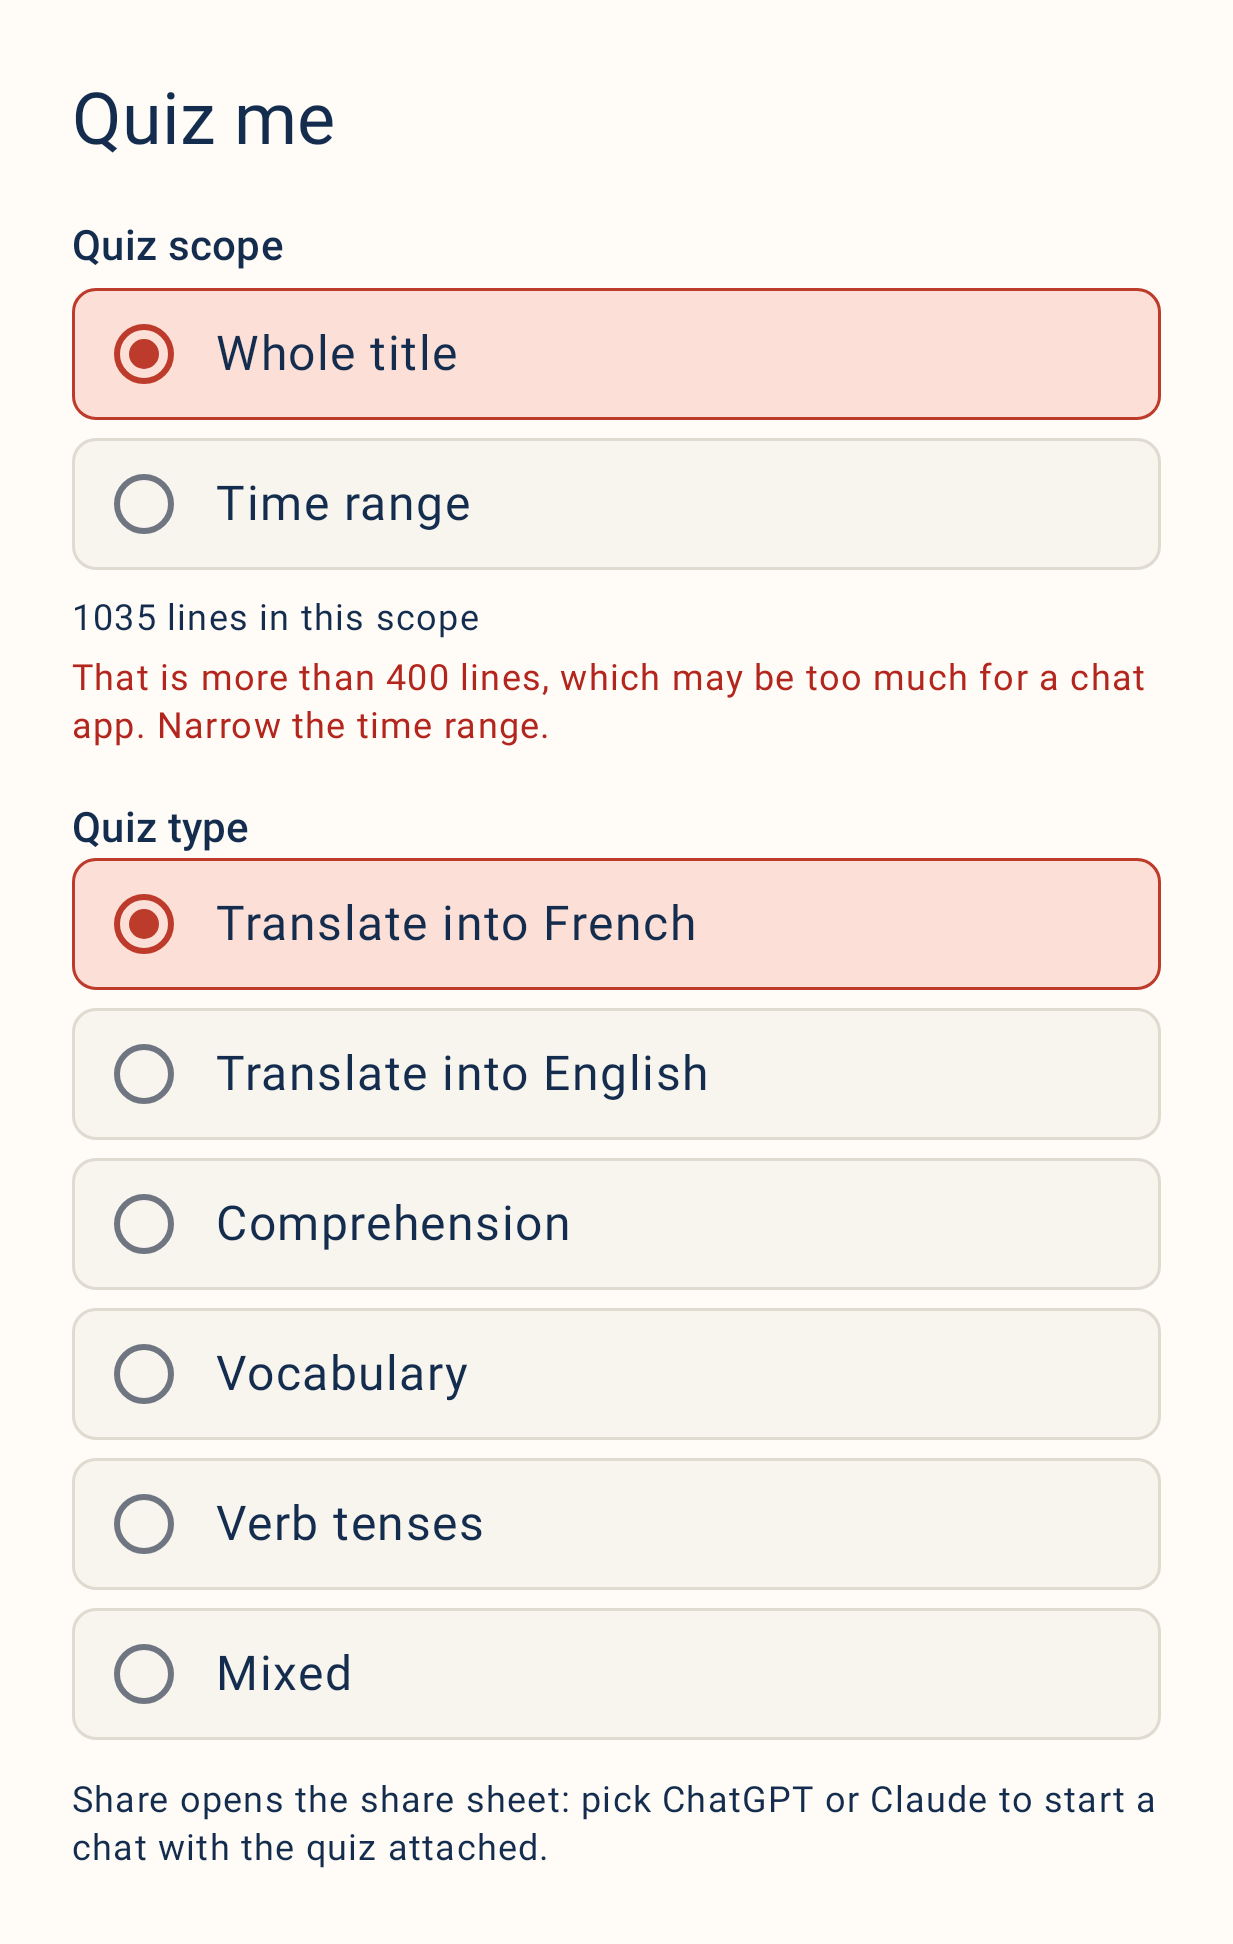 Quiz me
Quiz scope
Whole title
Time range
1035 lines in this scope
That is more than 400 lines, which may be too much for a chat
app. Narrow the time range.
Quiz type
Translate into French
Translate into English
Comprehension
Vocabulary
Verb tenses
Mixed
Share opens the share sheet: pick ChatGPT or Claude to start a
chat with the quiz attached.